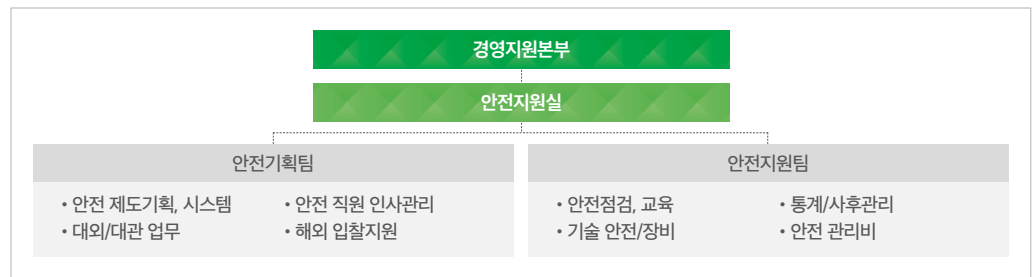 경영지원본부
안전지원실
안전기획팀
• 안전 제도기획, 시스템
• 대외/대관 업무
• 안전 직원 인사관리
• 해외 입찰지원
안전지원팀
• 안전점검, 교육
• 기술 안전/장비
• 통계/사후관리
• 안전 관리비